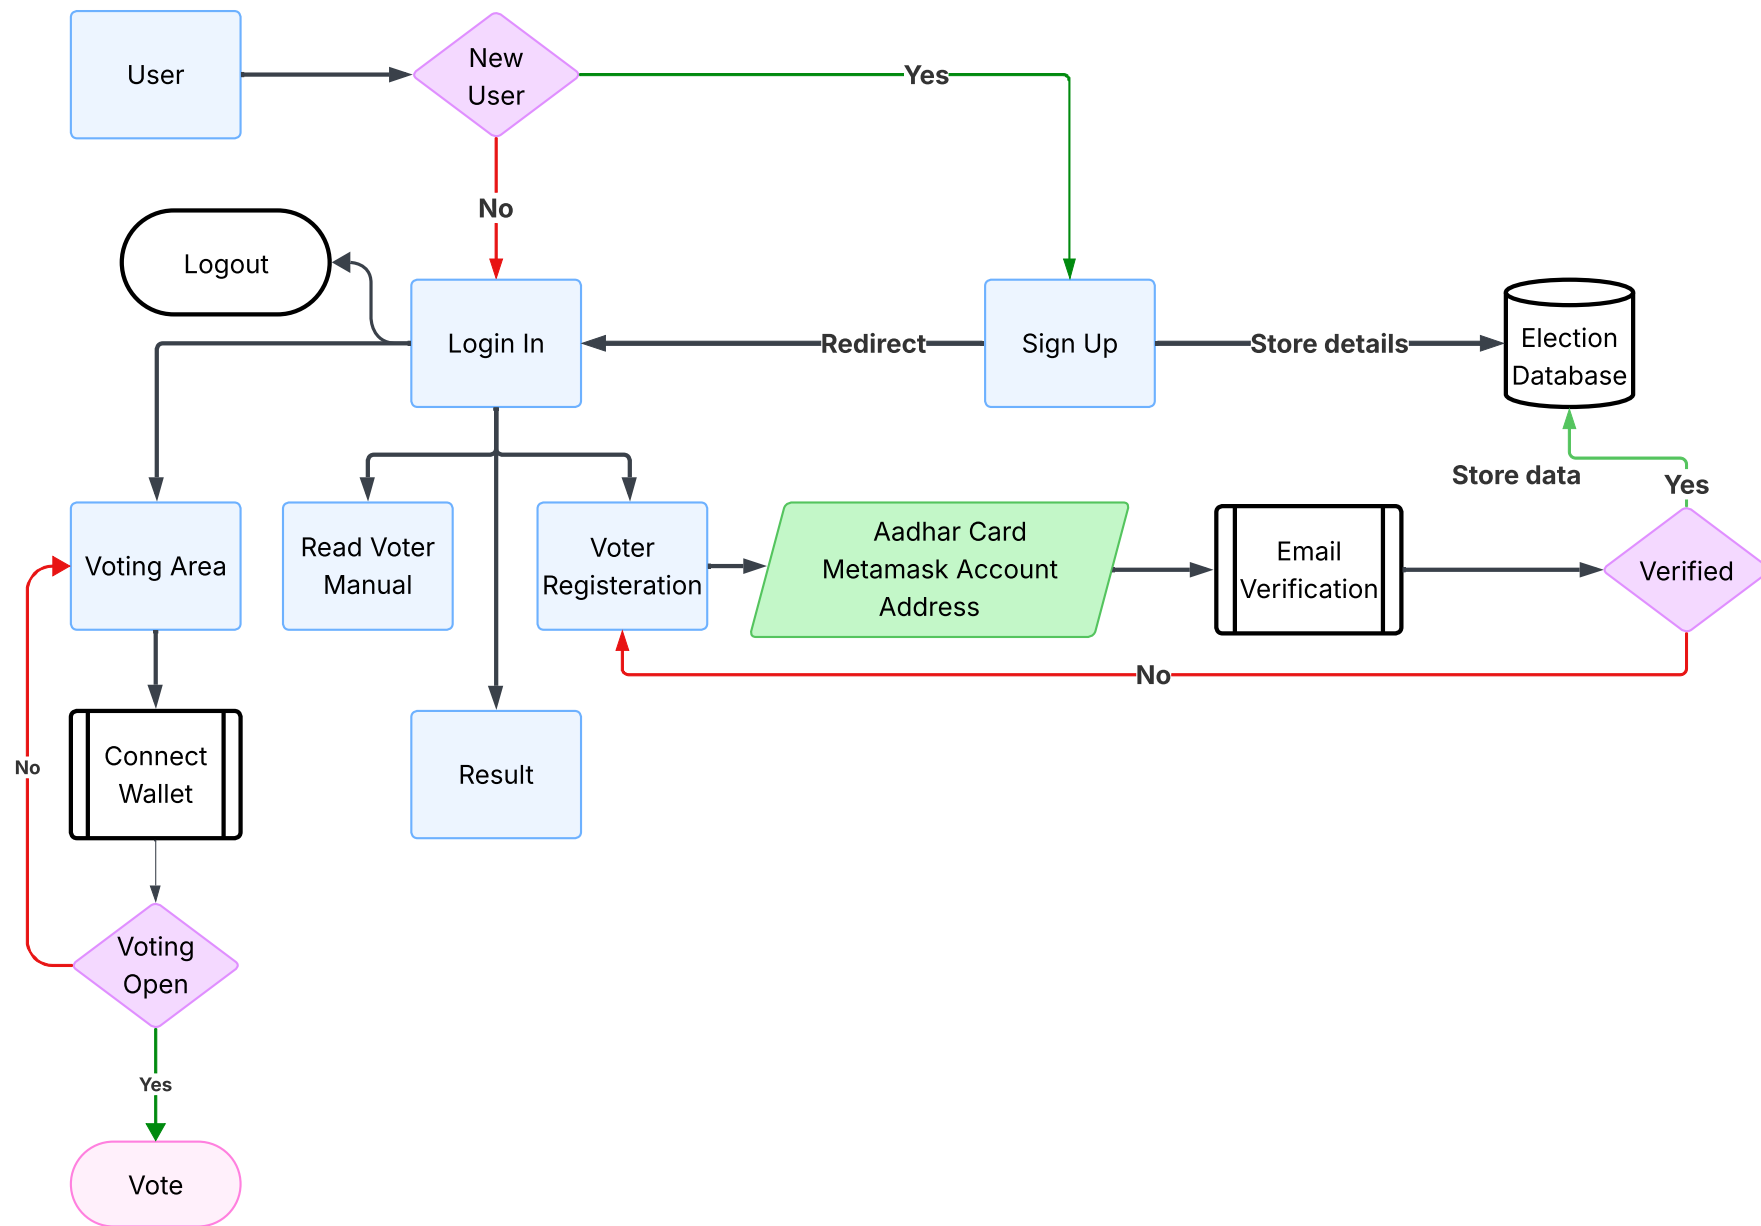 User
New
User
Yes
No
Logout
Login In
Redirect
Sign Up
Store details
Election
Database
Store data
Yes
Voting Area
Read Voter
Manual
Voter
Registeration
Aadhar Card
Metamask Account
Address
Email
Verification
Verified
No
Connect
Wallet
Result
No
Voting
Open
Yes
Vote